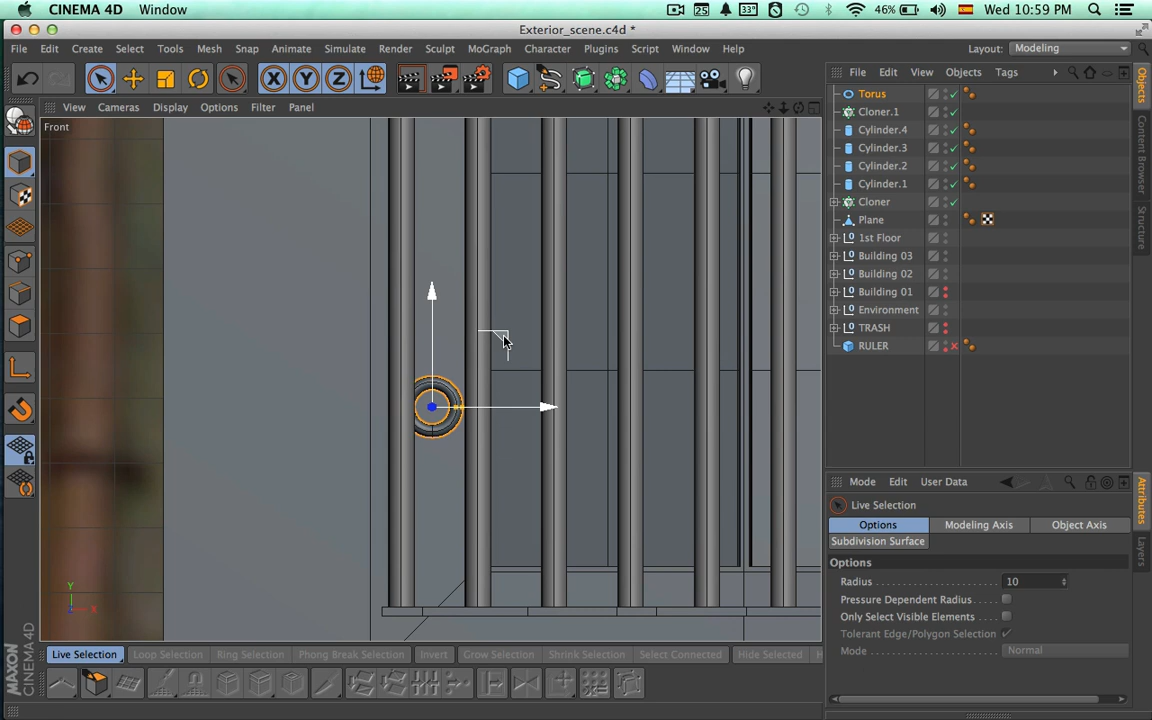 CINEMA 4D Window 25 33° 46% Wed 10:59 PM
Exterior_scene.c4d *
File Edit Create Select Tools Mesh Snap Animate Simulate Render Sculpt MoGraph Character Plugins Script Window Help Layout: Modeling
X Y Z
File Edit View Objects Tags
View Cameras Display Options Filter Panel
Front
Torus
Cloner.1
Cylinder.4
Cylinder.3
Cylinder.2
Cylinder.1
Cloner
Plane
1st Floor
Building 03
Building 02
Building 01
Environment
TRASH
RULER
Objects
Content Browser
Structure
Mode Edit User Data
Live Selection
Options Modeling Axis Object Axis
Subdivision Surface
Options
Radius 10
Pressure Dependent Radius
Only Select Visible Elements
Tolerant Edge/Polygon Selection
Mode Normal
Attributes
Layers
Y
X
Live Selection Loop Selection Ring Selection Phong Break Selection Invert Grow Selection Shrink Selection Select Connected Hide Selected
MAXON
CINEMA 4D